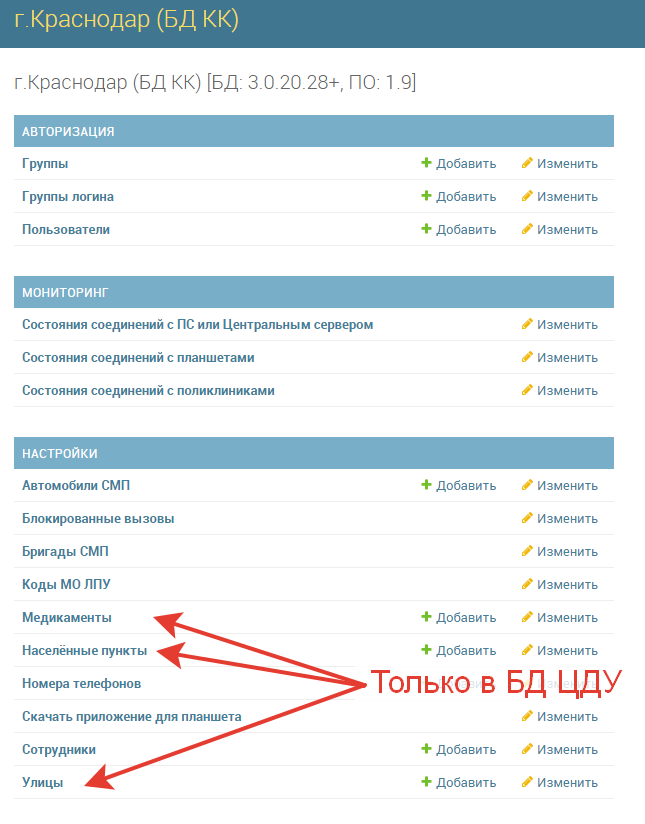 г.Краснодар (БД КК)
г.Краснодар (БД КК) [БД: 3.0.20.28+, ПО: 1.9]
АВТОРИЗАЦИЯ
Группы Добавить Изменить
Группы логина Добавить Изменить
Пользователи Добавить Изменить
МОНИТОРИНГ
Состояния соединений с ПС или Центральным сервером Изменить
Состояния соединений с планшетами Изменить
Состояния соединений с поликлиниками Изменить
НАСТРОЙКИ
Автомобили СМП Добавить Изменить
Блокированные вызовы Изменить
Бригады СМП Изменить
Коды МО ЛПУ Изменить
Медикаменты Добавить Изменить
Населённые пункты Добавить Изменить
Номера телефонов Только в БД ЦДУ
Скачать приложение для планшета Изменить
Сотрудники Добавить Изменить
Улицы Добавить Изменить